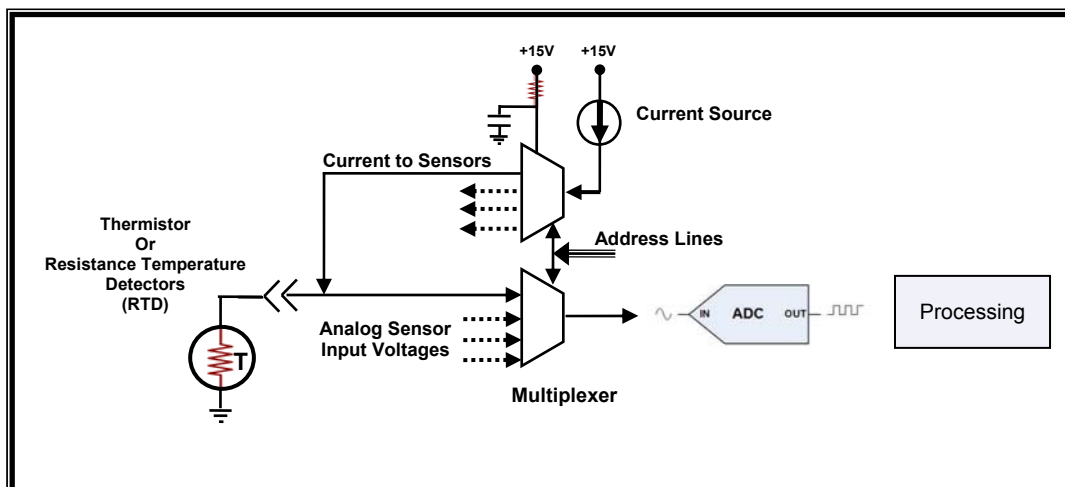 +15V
+15V
Current Source
Current to Sensors
Thermistor
Or
Resistance Temperature
Detectors
(RTD)
Address Lines
T
Analog Sensor
Input Voltages
IN
ADC
OUT
Processing
Multiplexer